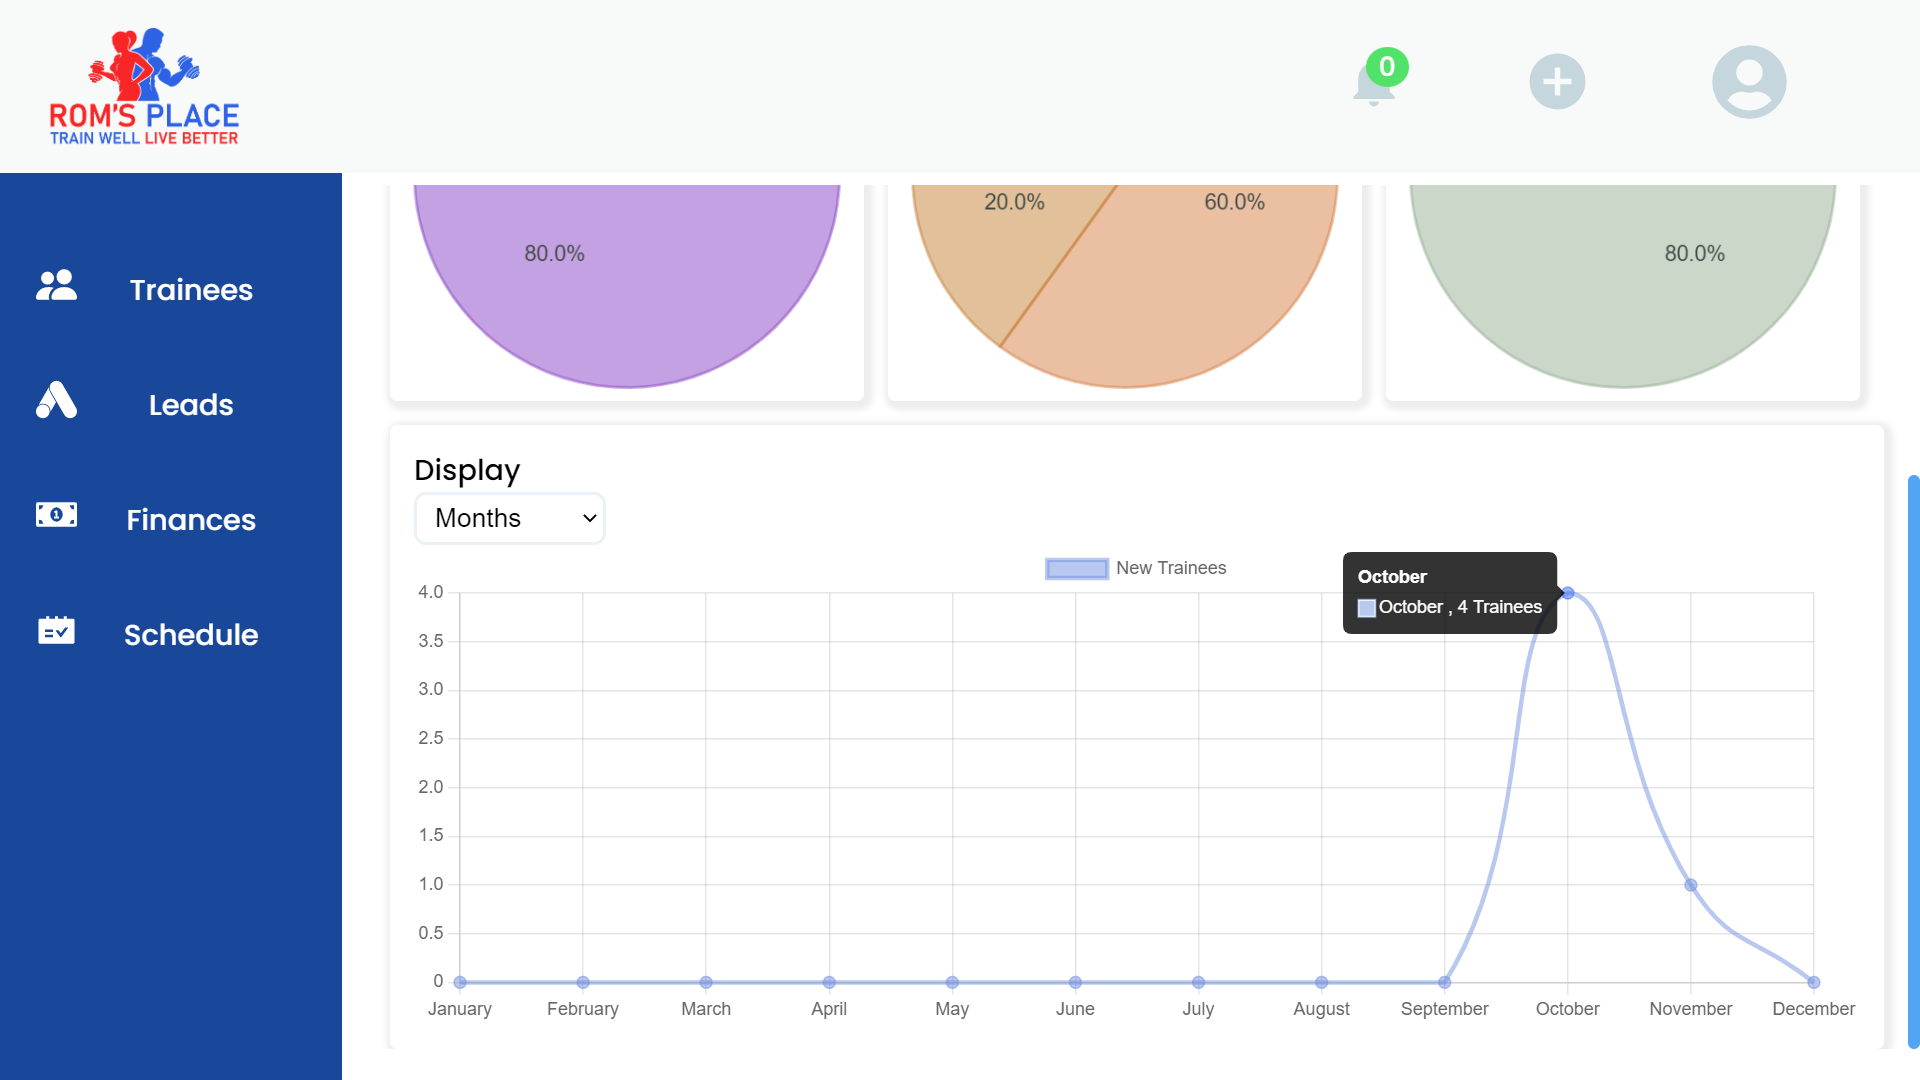 ROM'S PLACE
TRAIN WELL LIVE BETTER
0
Trainees
Leads
Finances
Schedule
80.0%
20.0%
60.0%
80.0%
Display
Months
New Trainees
October
October , 4 Trainees
4.0
3.5
3.0
2.5
2.0
1.5
1.0
0.5
0
January February March April May June July August September October November December